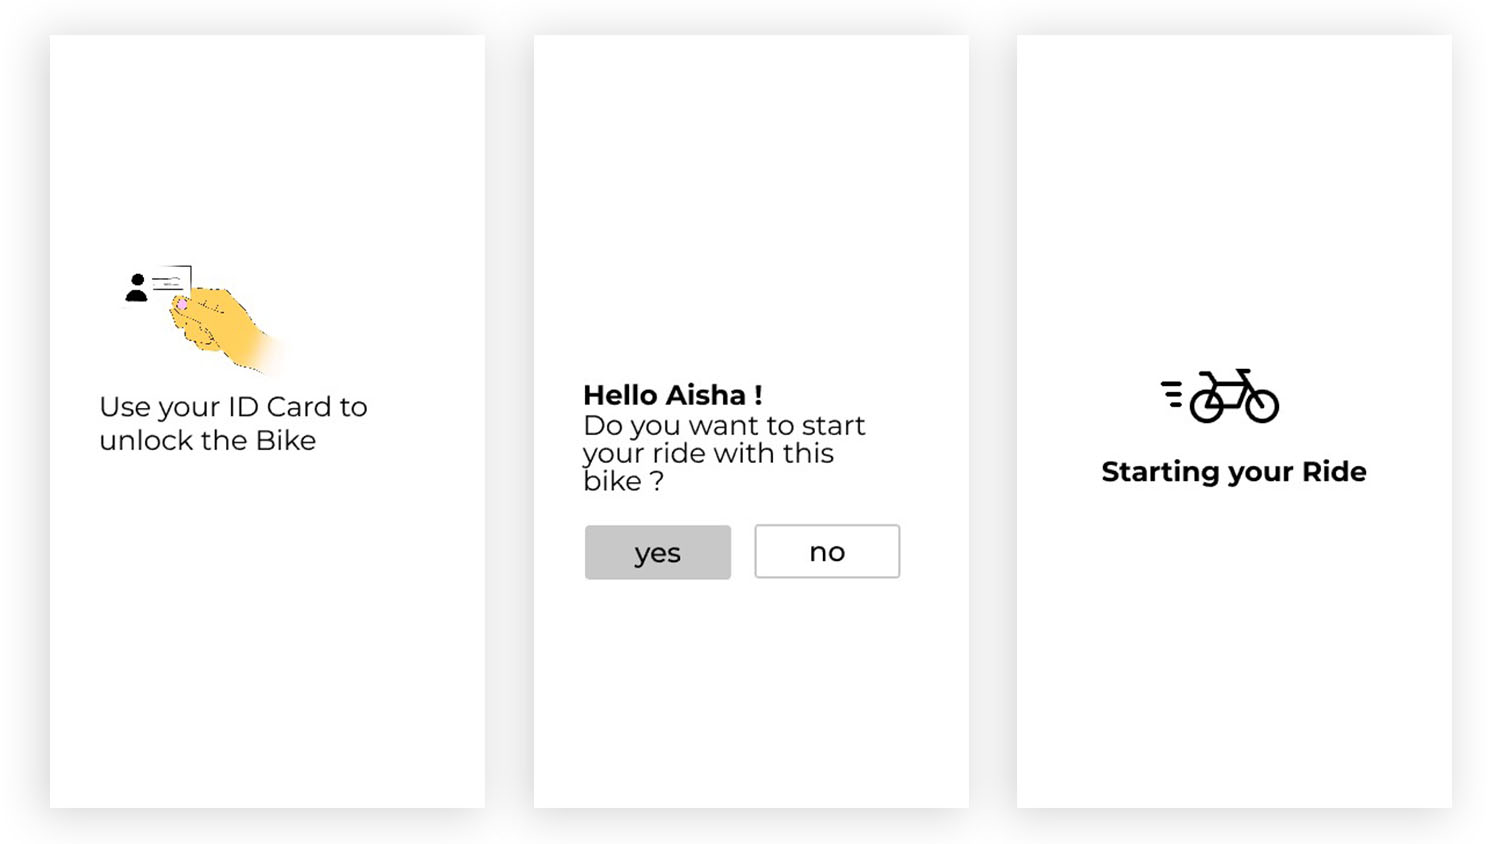 Use your ID Card to
unlock the Bike
Hello Aisha !
Do you want to start
your ride with this
bike ?
yes
no
Starting your Ride